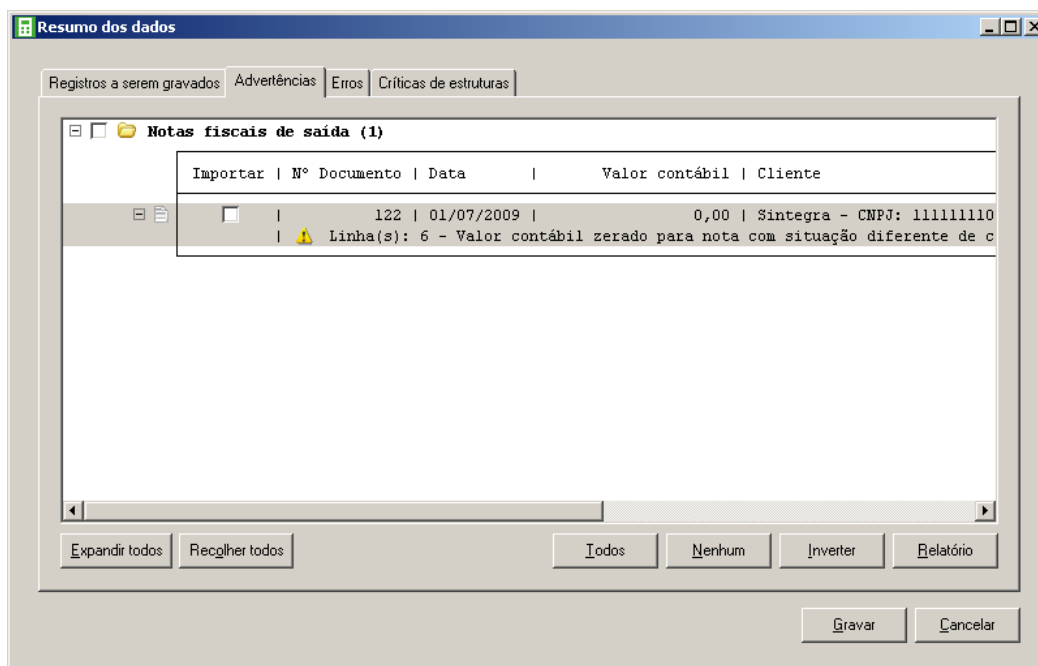 Resumo dos dados
Registros a serem gravados Advertências Erros Críticas de estruturas
Notas fiscais de saída (1)
Importar | Nº Documento | Data | Valor contábil | Cliente
| 122 | 01/07/2009 | 0,00 | Sintegra - CNPJ: 111111110
| Linha(s): 6 - Valor contábil zerado para nota com situação diferente de c
Expandir todos Recolher todos Todos Nenhum Inverter Relatório
Gravar Cancelar